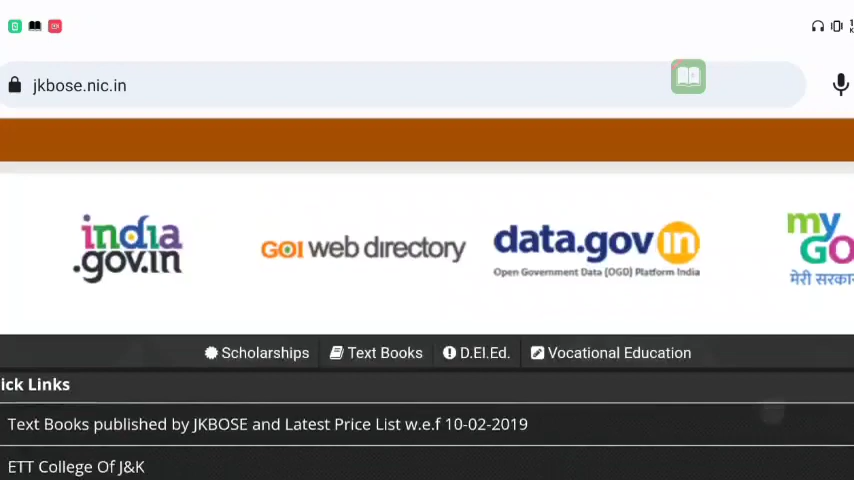 jkbose.nic.in
india
.gov.in
GOI web directory
data.gov in
Open Government Data (OGD) Platform India
my
GO
मेरी सरकार
Scholarships
Text Books
D.El.Ed.
Vocational Education
ick Links
Text Books published by JKBOSE and Latest Price List w.e.f 10-02-2019
ETT College Of J&K